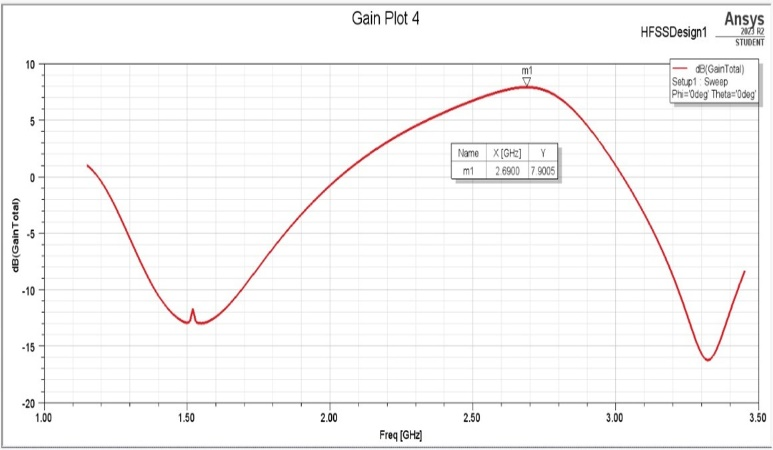 Gain Plot 4
HFSSDesign1
Ansys
2023 R2
STUDENT
dB(GainTotal)
Setup1 : Sweep
Phi='0deg' Theta='0deg'
m1
Name X [GHz] Y
m1 2.6900 7.9005
dB(GainTotal)
10
5
0
-5
-10
-15
-20
1.00 1.50 2.00 2.50 3.00 3.50
Freq [GHz]